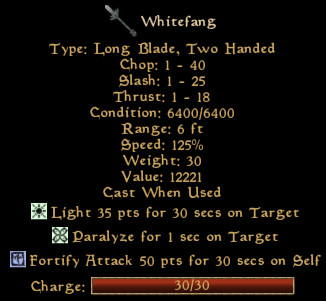 Whitefang
Type: Long Blade, Two Handed
Chop: 1 - 40
Slash: 1 - 25
Thrust: 1 - 18
Condition: 6400/6400
Range: 6 ft
Speed: 125%
Weight: 30
Value: 12221
Cast When Used
Light 35 pts for 30 secs on Target
Paralyze for 1 sec on Target
Fortify Attack 50 pts for 30 secs on Self
Charge: 30/30